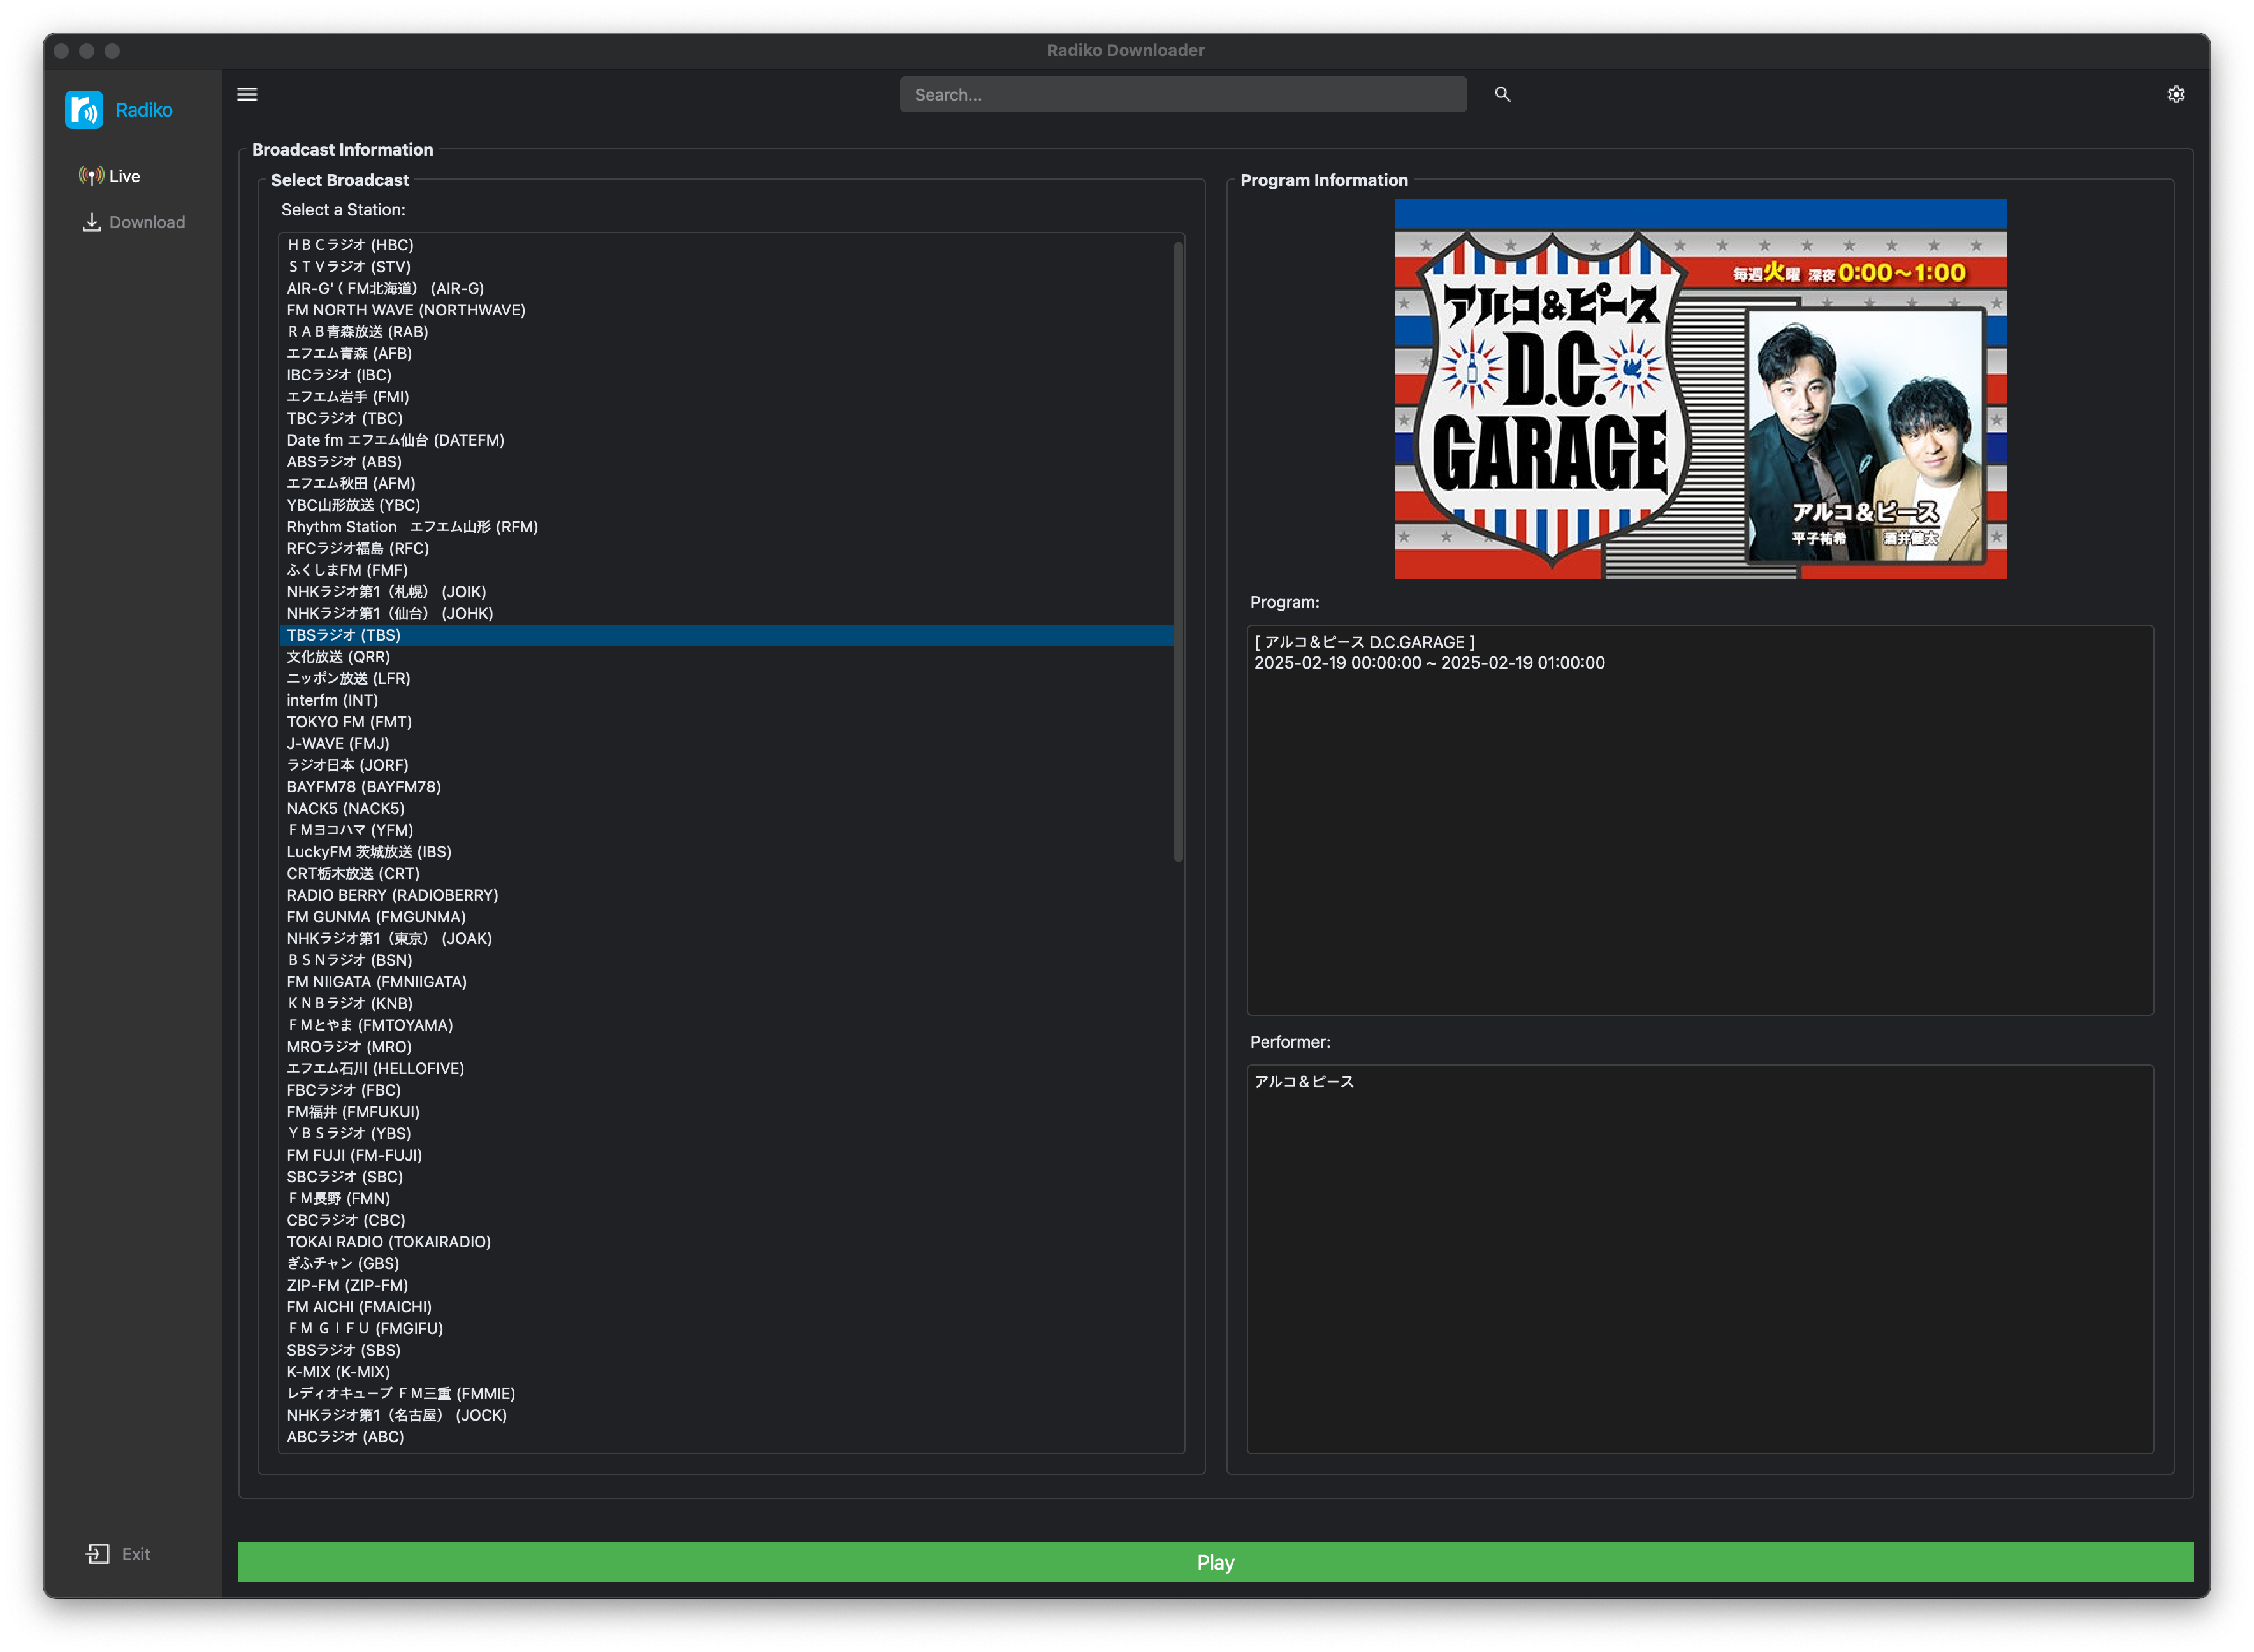 Radiko Downloader
Radiko
Live
Download
Exit
Search...
Broadcast Information
Select Broadcast
Select a Station:
ＨＢＣラジオ (HBC)
ＳＴＶラジオ (STV)
AIR-G'（FM北海道） (AIR-G)
FM NORTH WAVE (NORTHWAVE)
ＲＡＢ青森放送 (RAB)
エフエム青森 (AFB)
IBCラジオ (IBC)
エフエム岩手 (FMI)
TBCラジオ (TBC)
Date fm エフエム仙台 (DATEFM)
ABSラジオ (ABS)
エフエム秋田 (AFM)
YBC山形放送 (YBC)
Rhythm Station　エフエム山形 (RFM)
RFCラジオ福島 (RFC)
ふくしまFM (FMF)
NHKラジオ第1（札幌） (JOIK)
NHKラジオ第1（仙台） (JOHK)
TBSラジオ (TBS)
文化放送 (QRR)
ニッポン放送 (LFR)
interfm (INT)
TOKYO FM (FMT)
J-WAVE (FMJ)
ラジオ日本 (JORF)
BAYFM78 (BAYFM78)
NACK5 (NACK5)
ＦＭヨコハマ (YFM)
LuckyFM 茨城放送 (IBS)
CRT栃木放送 (CRT)
RADIO BERRY (RADIOBERRY)
FM GUNMA (FMGUNMA)
NHKラジオ第1（東京） (JOAK)
ＢＳＮラジオ (BSN)
FM NIIGATA (FMNIIGATA)
ＫＮＢラジオ (KNB)
ＦＭとやま (FMTOYAMA)
MROラジオ (MRO)
エフエム石川 (HELLOFIVE)
FBCラジオ (FBC)
FM福井 (FMFUKUI)
ＹＢＳラジオ (YBS)
FM FUJI (FM-FUJI)
SBCラジオ (SBC)
ＦＭ長野 (FMN)
CBCラジオ (CBC)
TOKAI RADIO (TOKAIRADIO)
ぎふチャン (GBS)
ZIP-FM (ZIP-FM)
FM AICHI (FMAICHI)
ＦＭ ＧＩＦＵ (FMGIFU)
SBSラジオ (SBS)
K-MIX (K-MIX)
レディオキューブ ＦＭ三重 (FMMIE)
NHKラジオ第1（名古屋） (JOCK)
ABCラジオ (ABC)
Program Information
毎週火曜 深夜0:00〜1:00
アルコ&ピース
D.C.
GARAGE
アルコ&ピース
平子祐希 酒井健太
Program:
[ アルコ＆ピース D.C.GARAGE ]
2025-02-19 00:00:00 ~ 2025-02-19 01:00:00
Performer:
アルコ＆ピース
Play